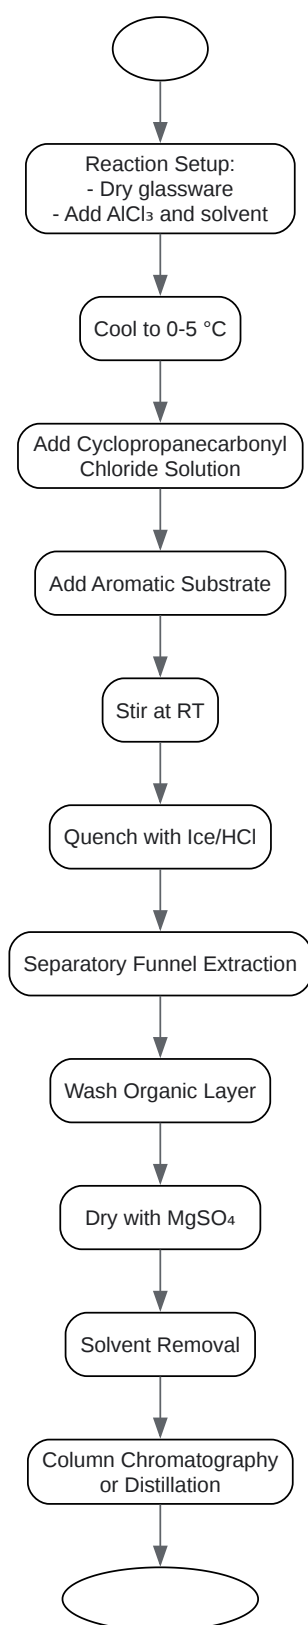 Reaction Setup:
- Dry glassware
- Add AlCl₃ and solvent
Cool to 0-5 °C
Add Cyclopropanecarbonyl
Chloride Solution
Add Aromatic Substrate
Stir at RT
Quench with Ice/HCl
Separatory Funnel Extraction
Wash Organic Layer
Dry with MgSO₄
Solvent Removal
Column Chromatography
or Distillation